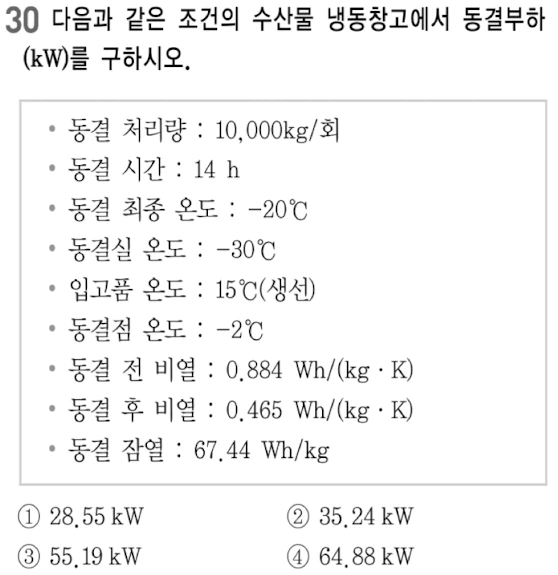 30 다음과 같은 조건의 수산물 냉동창고에서 동결부하
(kW)를 구하시오.
• 동결 처리량 : 10,000kg/회
• 동결 시간 : 14 h
• 동결 최종 온도 : -20℃
• 동결실 온도 : -30℃
• 입고품 온도 : 15℃(생선)
• 동결점 온도 : -2℃
• 동결 전 비열 : 0.884 Wh/(kg · K)
• 동결 후 비열 : 0.465 Wh/(kg · K)
• 동결 잠열 : 67.44 Wh/kg
① 28.55 kW ② 35.24 kW
③ 55.19 kW ④ 64.88 kW